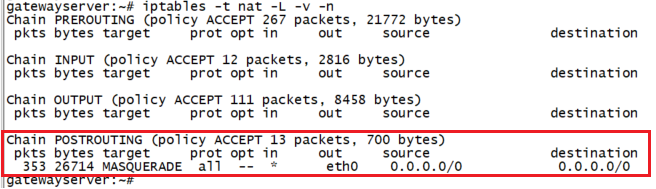 gatewayserver:~# iptables -t nat -L -v -n
Chain PREROUTING (policy ACCEPT 267 packets, 21772 bytes)
pkts bytes target prot opt in out source destination
Chain INPUT (policy ACCEPT 12 packets, 2816 bytes)
pkts bytes target prot opt in out source destination
Chain OUTPUT (policy ACCEPT 111 packets, 8458 bytes)
pkts bytes target prot opt in out source destination
Chain POSTROUTING (policy ACCEPT 13 packets, 700 bytes)
pkts bytes target prot opt in out source destination
353 26714 MASQUERADE all -- * eth0 0.0.0.0/0 0.0.0.0/0
gatewayserver:~#